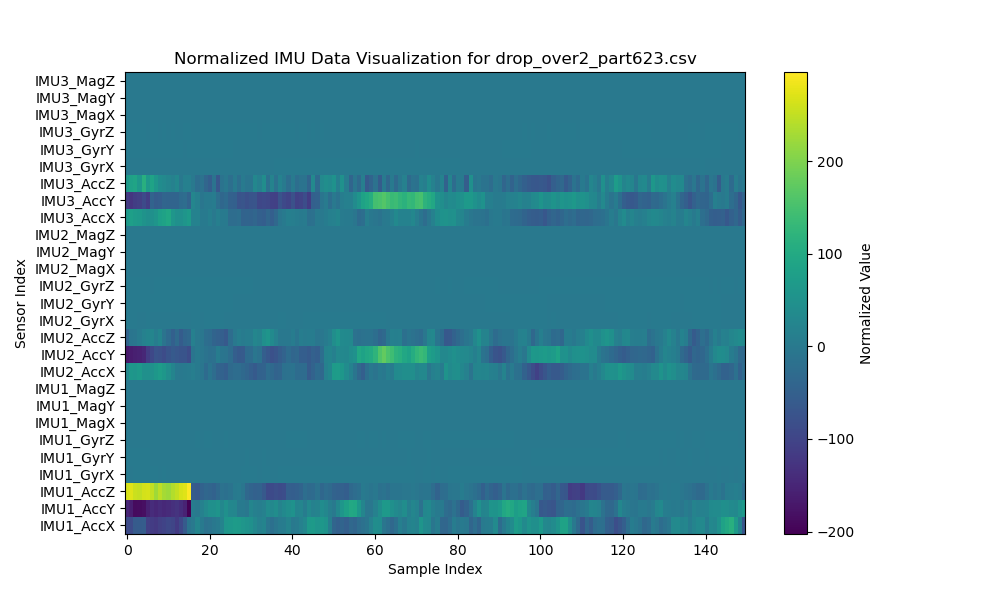 Normalized IMU Data Visualization for drop_over2_part623.csv
IMU3_MagZ
IMU3_MagY
IMU3_MagX
IMU3_GyrZ
IMU3_GyrY
IMU3_GyrX
IMU3_AccZ
IMU3_AccY
IMU3_AccX
IMU2_MagZ
IMU2_MagY
IMU2_MagX
IMU2_GyrZ
IMU2_GyrY
IMU2_GyrX
IMU2_AccZ
IMU2_AccY
IMU2_AccX
IMU1_MagZ
IMU1_MagY
IMU1_MagX
IMU1_GyrZ
IMU1_GyrY
IMU1_GyrX
IMU1_AccZ
IMU1_AccY
IMU1_AccX
Sensor Index
0 20 40 60 80 100 120 140
Sample Index
200
100
0
−100
−200
Normalized Value